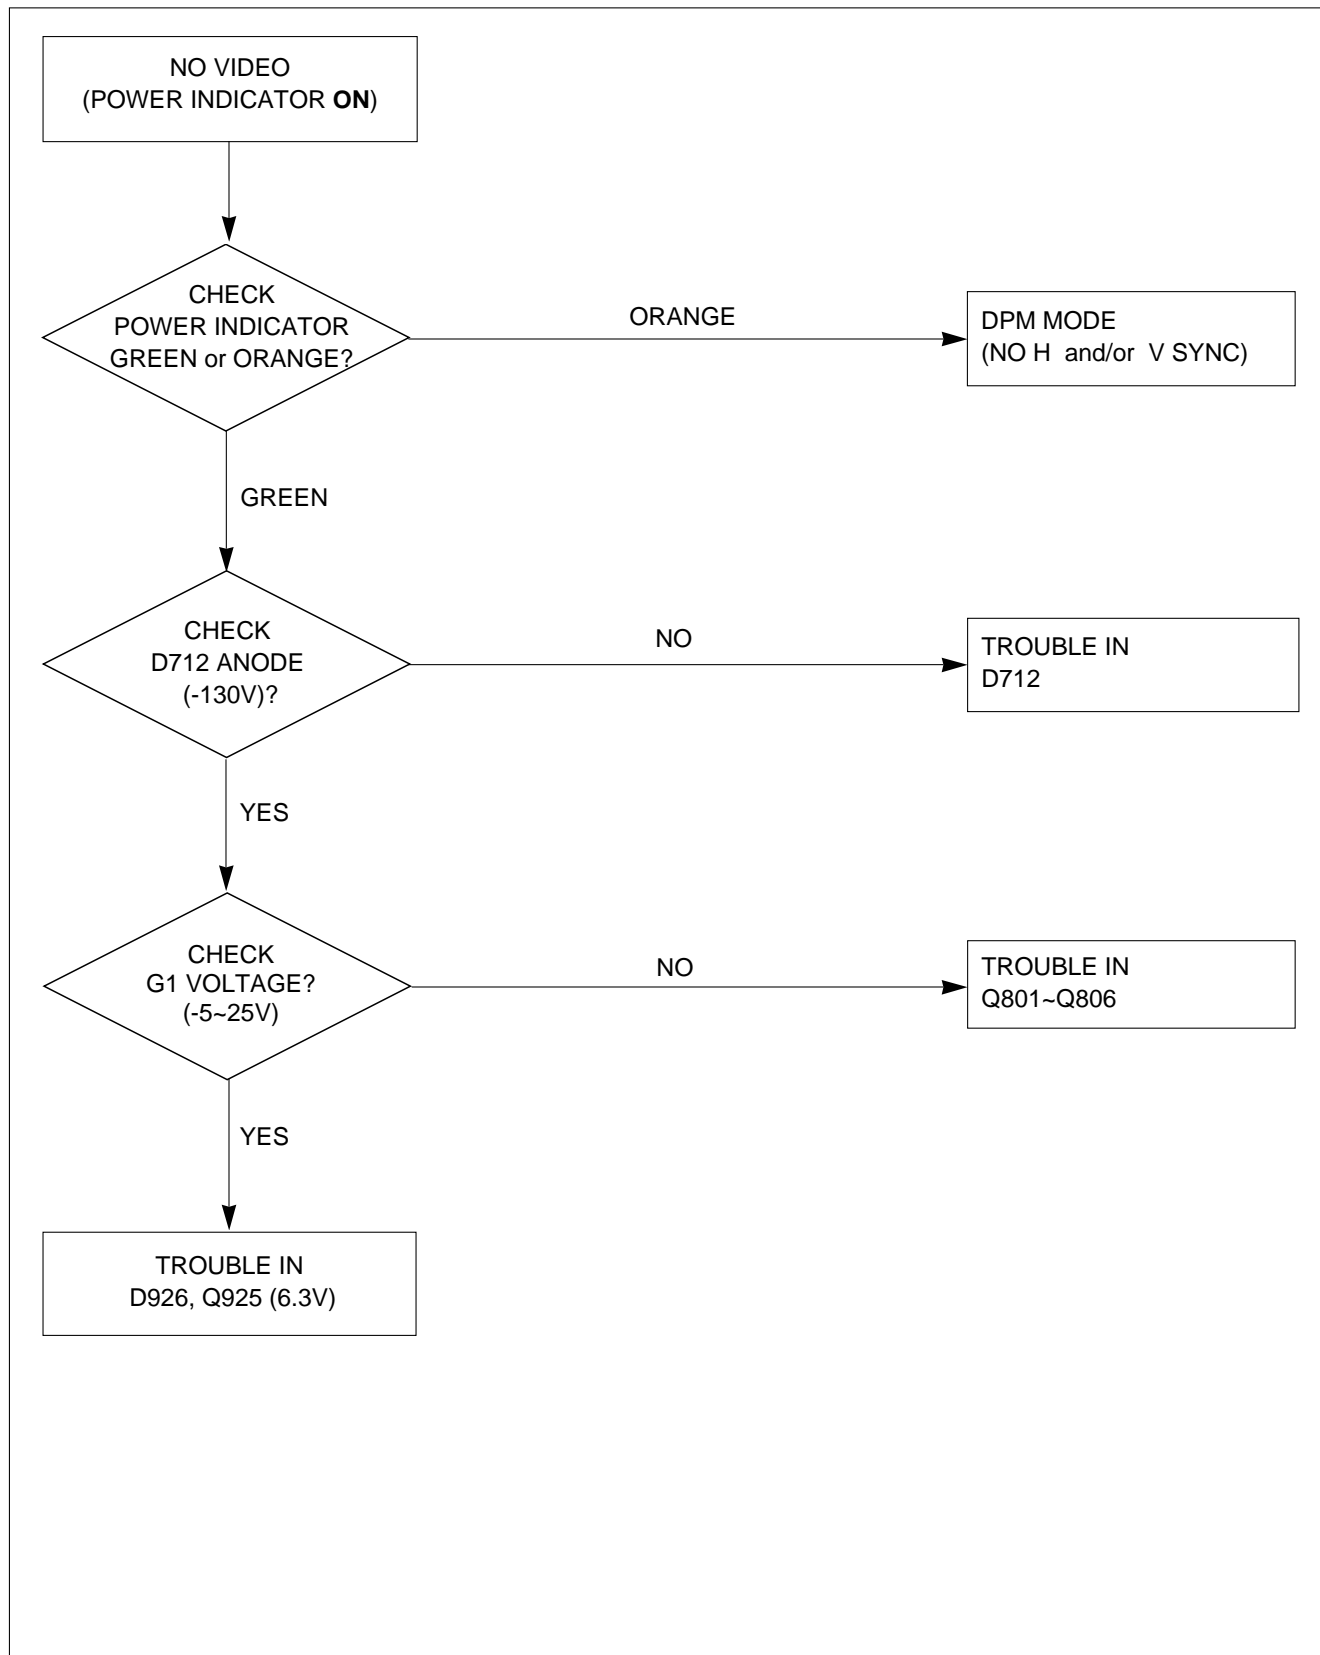 NO VIDEO
(POWER INDICATOR ON)
CHECK
POWER INDICATOR
GREEN or ORANGE?
ORANGE
DPM MODE
(NO H  and/or  V SYNC)
GREEN
CHECK
D712 ANODE
(-130V)?
NO
TROUBLE IN
D712
YES
CHECK
G1 VOLTAGE?
(-5~25V)
NO
TROUBLE IN
Q801~Q806
YES
TROUBLE IN
D926, Q925 (6.3V)